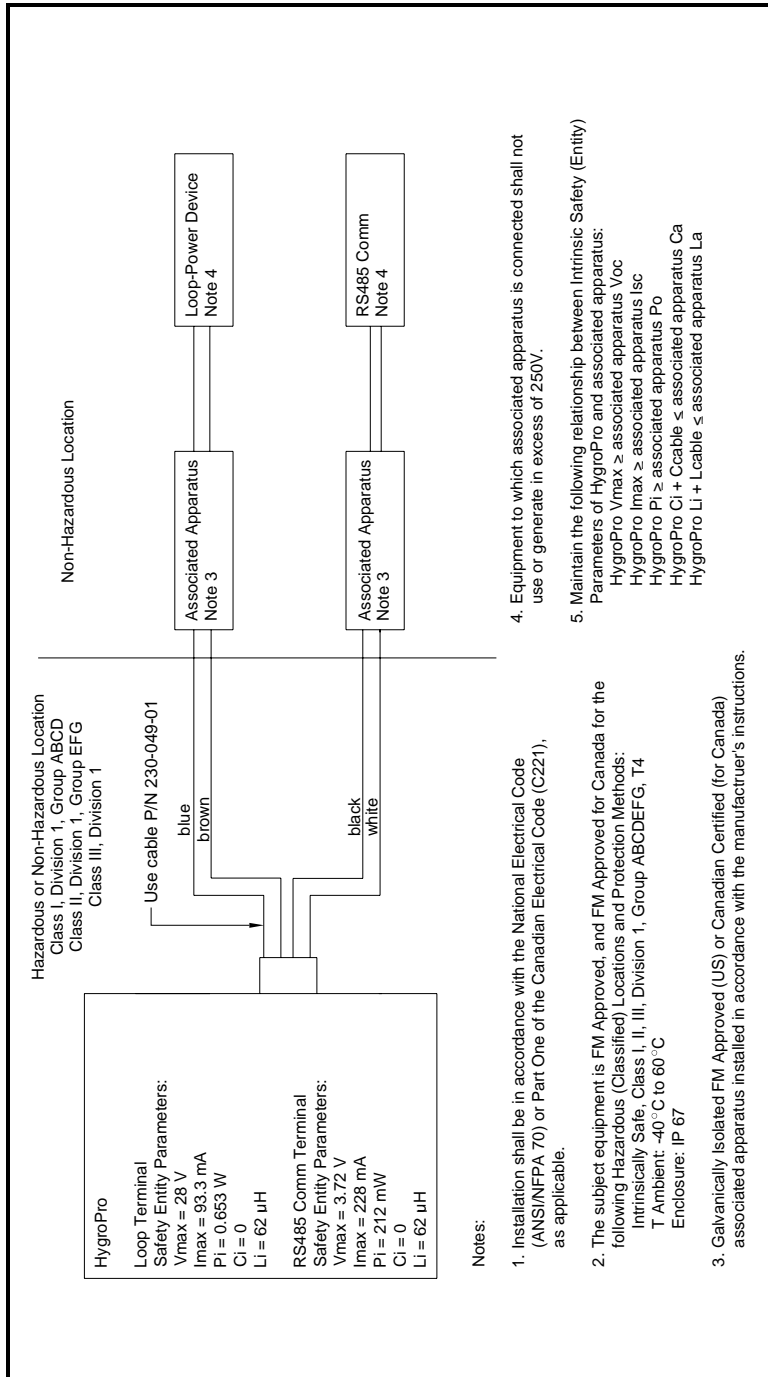 Hazardous or Non-Hazardous Location
Class I, Division 1, Group ABCD
Class II, Division 1, Group EFG
Class III, Division 1
Non-Hazardous Location
HygroPro
Loop Terminal
Safety Entity Parameters:
Vmax = 28 V
Imax = 93.3 mA
Pi = 0.653 W
Ci = 0
Li = 62 µH
RS485 Comm Terminal
Safety Entity Parameters:
Vmax = 3.72 V
Imax = 228 mA
Pi = 212 mW
Ci = 0
Li = 62 µH
Use cable P/N 230-049-01
blue
brown
black
white
Associated Apparatus
Note 3
Loop-Power Device
Note 4
Associated Apparatus
Note 3
RS485 Comm
Note 4
Notes:
1. Installation shall be in accordance with the National Electrical Code
(ANSI/NFPA 70) or Part One of the Canadian Electrical Code (C221),
as applicable.
2. The subject equipment is FM Approved, and FM Approved for Canada for the
following Hazardous (Classified) Locations and Protection Methods:
Intrinsically Safe, Class I, II, III, Division 1, Group ABCDEFG, T4
T Ambient: -40°C to 60°C
Enclosure: IP 67
3. Galvanically Isolated FM Approved (US) or Canadian Certified (for Canada)
associated apparatus installed in accordance with the manufactruer's instructions.
4. Equipment to which associated apparatus is connected shall not
use or generate in excess of 250V.
5. Maintain the following relationship between Intrinsic Safety (Entity)
Parameters of HygroPro and associated apparatus:
HygroPro Vmax ≥ associated apparatus Voc
HygroPro Imax ≥ associated apparatus Isc
HygroPro Pi ≥ associated apparatus Po
HygroPro Ci + Ccable ≤ associated apparatus Ca
HygroPro Li + Lcable ≤ associated apparatus La